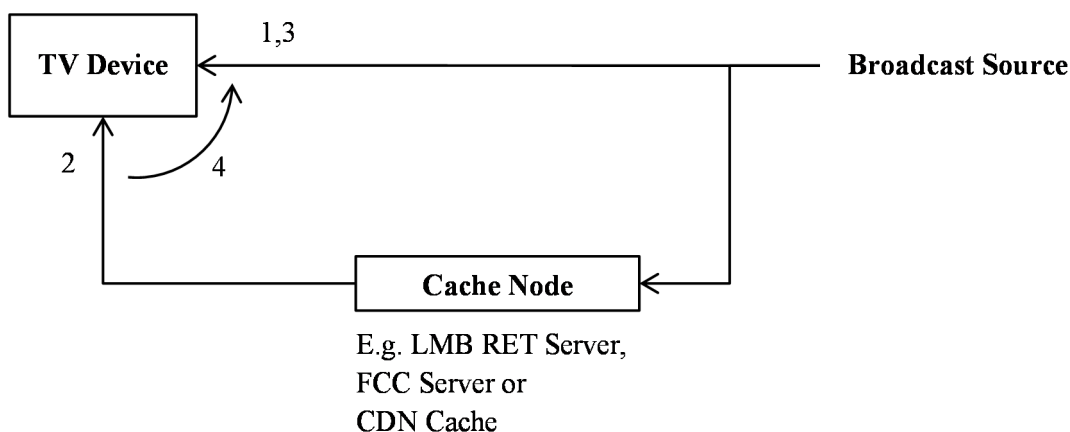 1,3
TV Device
Broadcast Source
2
4
Cache Node
E.g. LMB RET Server,
FCC Server or
CDN Cache